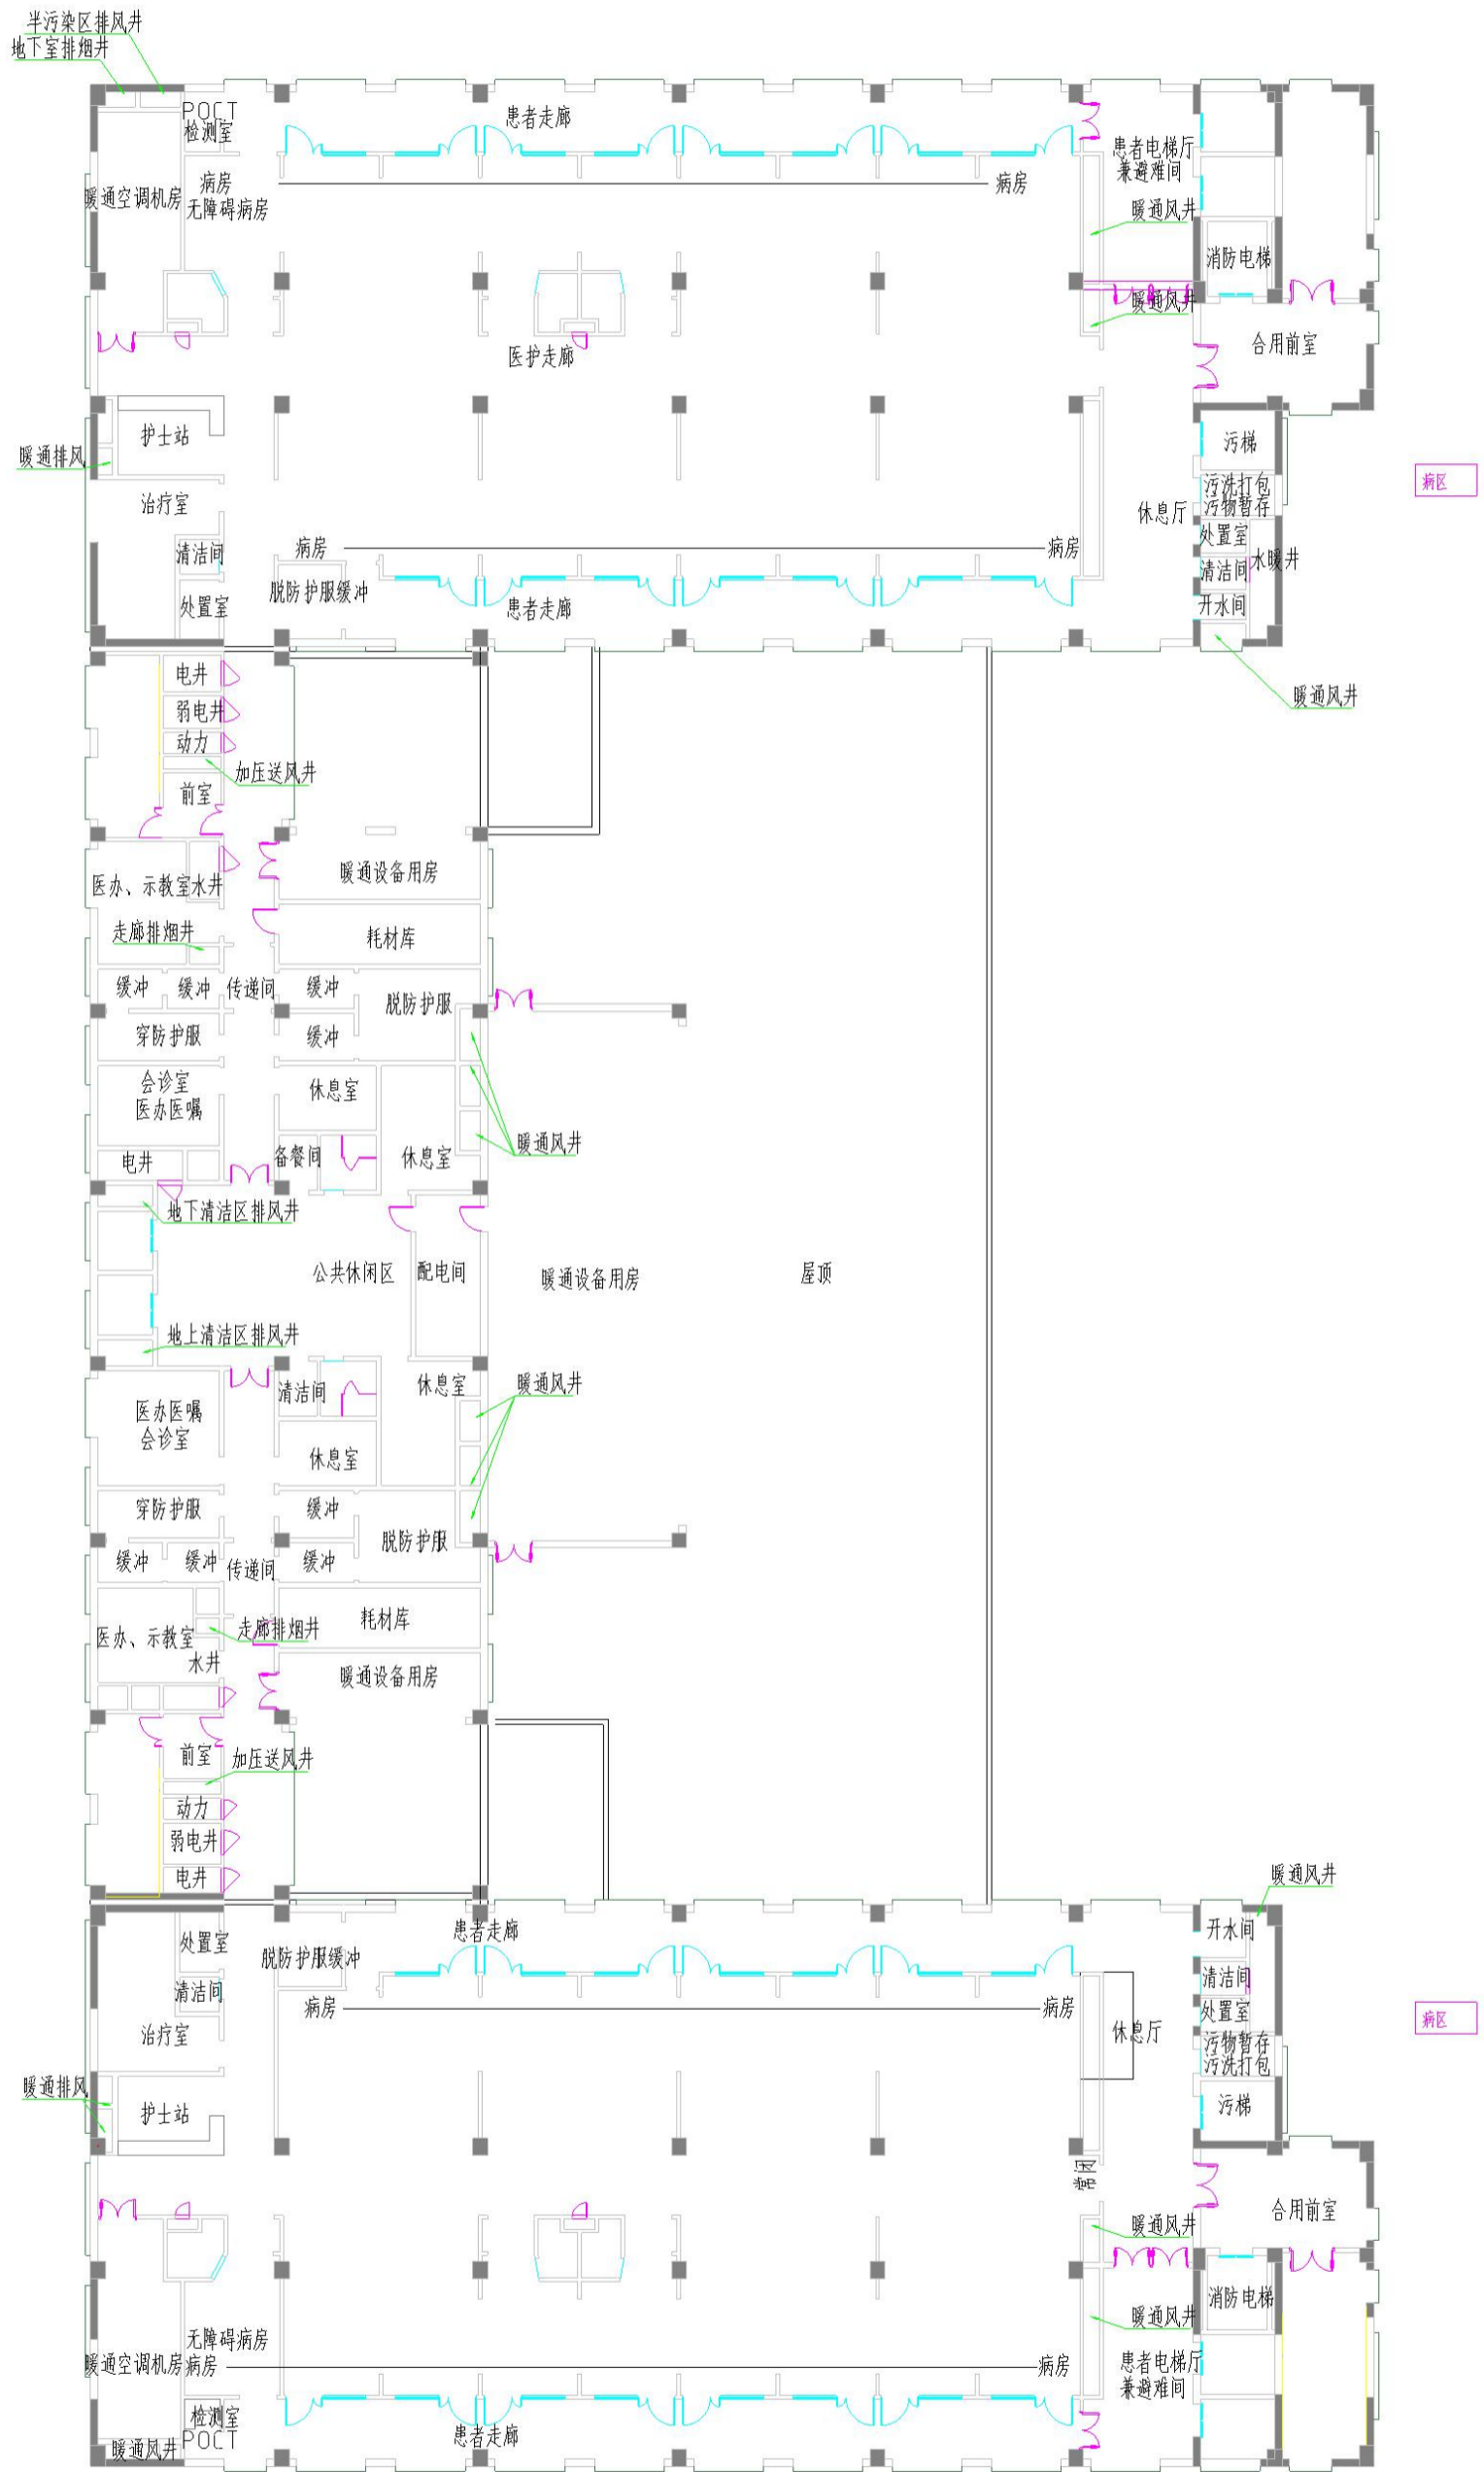 半污染区排风井
地下室排烟井
POCT
检测室
患者走廊
患者电梯厅
兼避难间
病房
病房
暖通空调机房
无障碍病房
暖通风井
消防电梯
暖通风井
合用前室
医护走廊
护士站
污梯
暖通排风
病区
污洗打包
污物暂存
治疗室
休息厅
处置室
水暖井
病房
病房
清洁间
清洁间
脱防护服缓冲
处置室
开水间
患者走廊
电井
暖通风井
弱电井
动力
加压送风井
前室
暖通设备用房
医办、示教室
水井
走廊排烟井
耗材库
缓冲
缓冲
传递间
缓冲
脱防护服
穿防护服
缓冲
会诊室
医办医嘱
休息室
暖通风井
电井
备餐间
休息室
地下清洁区排风井
公共休闲区
配电间
暖通设备用房
屋顶
地上清洁区排风井
清洁间
休息室
暖通风井
医办医嘱
会诊室
休息室
穿防护服
缓冲
脱防护服
缓冲
缓冲
传递间
缓冲
耗材库
走廊排烟井
医办、示教室
水井
暖通设备用房
前室
加压送风井
动力
弱电井
电井
暖通风井
患者走廊
开水间
处置室
脱防护服缓冲
清洁间
清洁间
病房
病房
处置室
病区
治疗室
休息厅
污物暂存
污洗打包
暖通排风
护士站
污梯
常闭
合用前室
暖通风井
消防电梯
暖通风井
无障碍病房
暖通空调机房
病房
病房
患者电梯厅
兼避难间
检测室
POCT
患者走廊
暖通风井